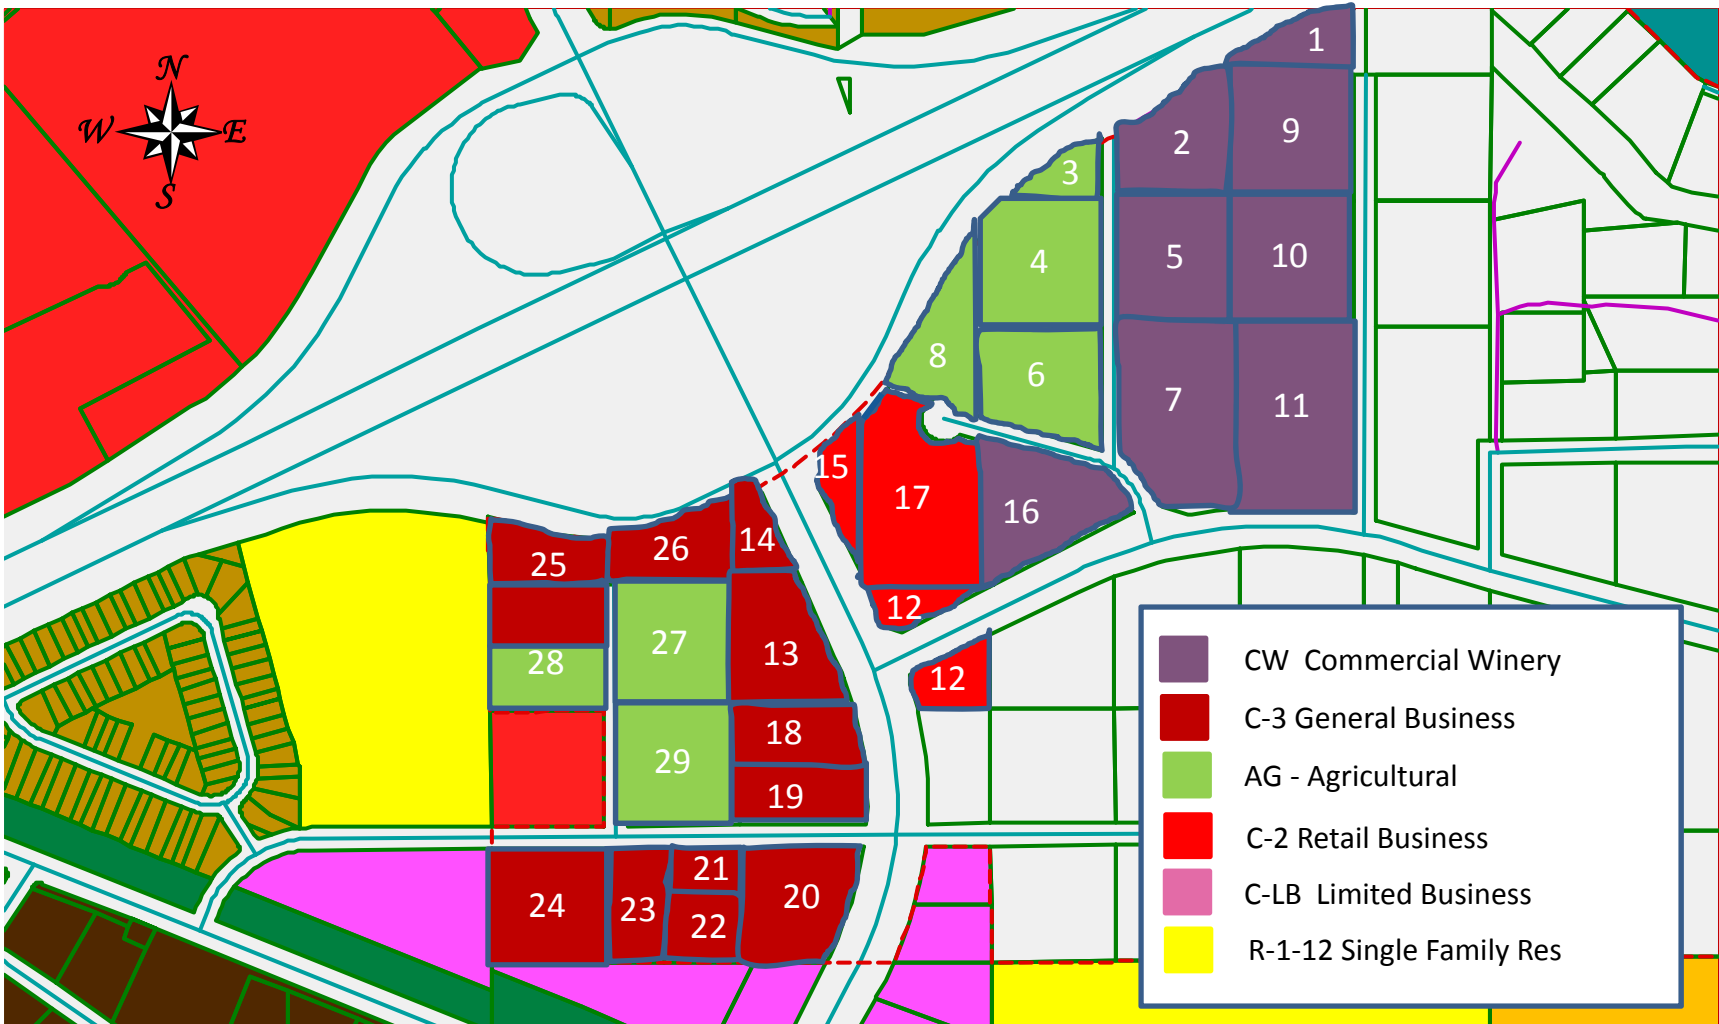 N
W E
S
1
2 9
3
4 5 10
8 6 7 11
15 17 16
25 26 14
12
28 27 13 12
18
29 19
24 23 21 20
22
CW Commercial Winery
C-3 General Business
AG - Agricultural
C-2 Retail Business
C-LB Limited Business
R-1-12 Single Family Res